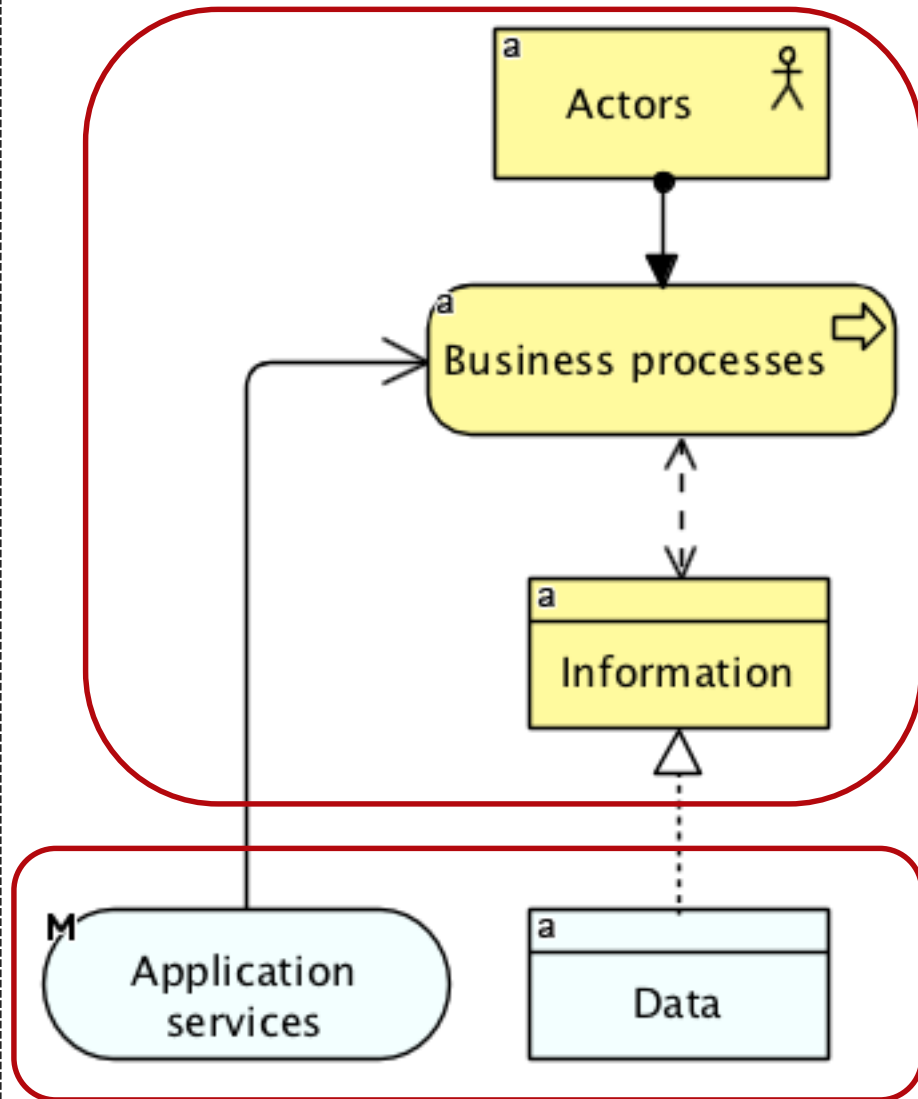 a
Actors
a
Business processes
a
Information
M
Application
services
a
Data